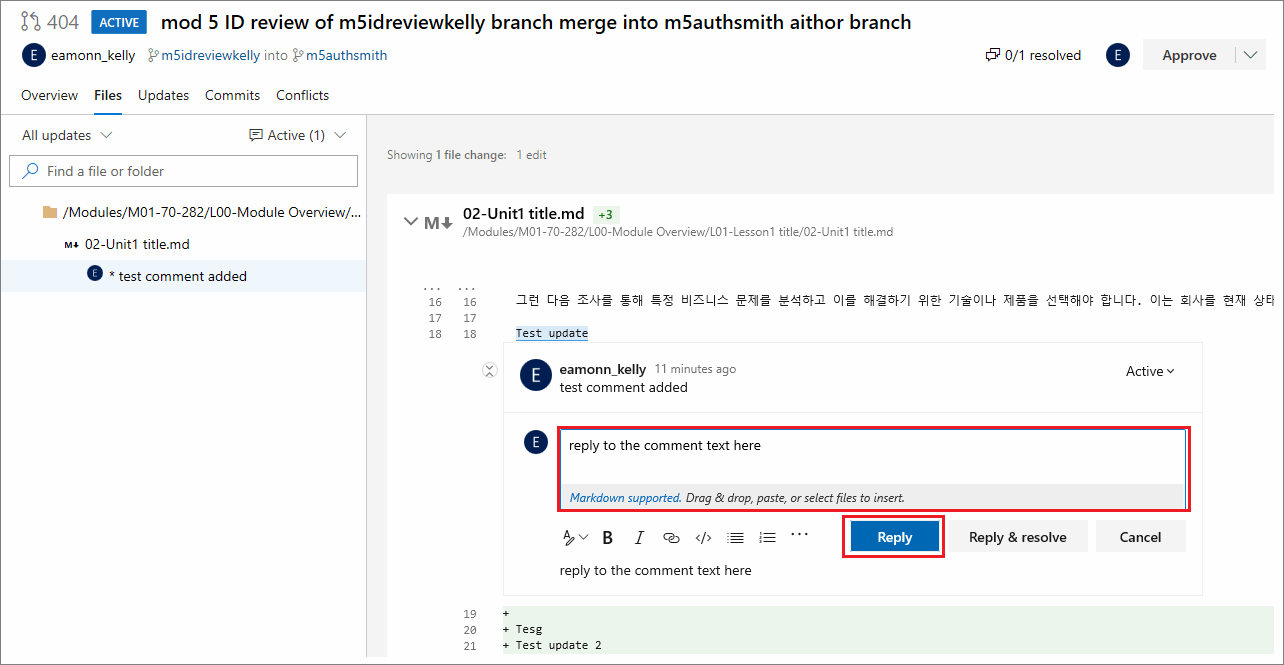 404 ACTIVE mod 5 ID review of m5idreviewkelly branch merge into m5authsmith aithor branch
E eamonn_kelly m5idreviewkelly into m5authsmith 0/1 resolved E Approve
Overview Files Updates Commits Conflicts
All updates Active (1)
Find a file or folder
/Modules/M01-70-282/L00-Module Overview/...
M↓ 02-Unit1 title.md
E * test comment added
Showing 1 file change: 1 edit
M↓ 02-Unit1 title.md +3
/Modules/M01-70-282/L00-Module Overview/L01-Lesson1 title/02-Unit1 title.md
... ...
16 16 그런 다음 조사를 통해 특정 비즈니스 문제를 분석하고 이를 해결하기 위한 기술이나 제품을 선택해야 합니다. 이는 회사를 현재 상태
17 17
18 18 Test update
E eamonn_kelly 11 minutes ago Active
test comment added
E reply to the comment text here
Markdown supported. Drag & drop, paste, or select files to insert.
B I </> ... Reply Reply & resolve Cancel
reply to the comment text here
19 +
20 + Tesg
21 + Test update 2